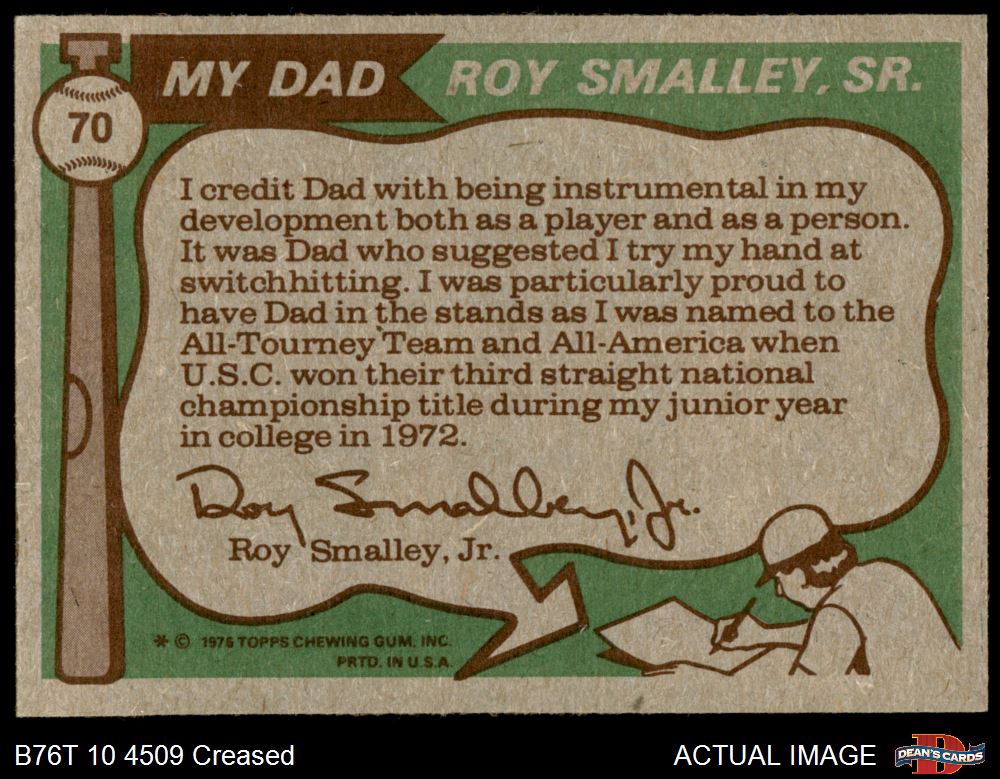 MY DAD ROY SMALLEY, SR.
70
I credit Dad with being instrumental in my
development both as a player and as a person.
It was Dad who suggested I try my hand at
switchhitting. I was particularly proud to
have Dad in the stands as I was named to the
All-Tourney Team and All-America when
U.S.C. won their third straight national
championship title during my junior year
in college in 1972.
Roy Smalley, Jr.
Roy Smalley, Jr.
* © 1976 TOPPS CHEWING GUM, INC.
PRTD. IN U.S.A.
B76T 10 4509 Creased
ACTUAL IMAGE
DEAN'S CARDS